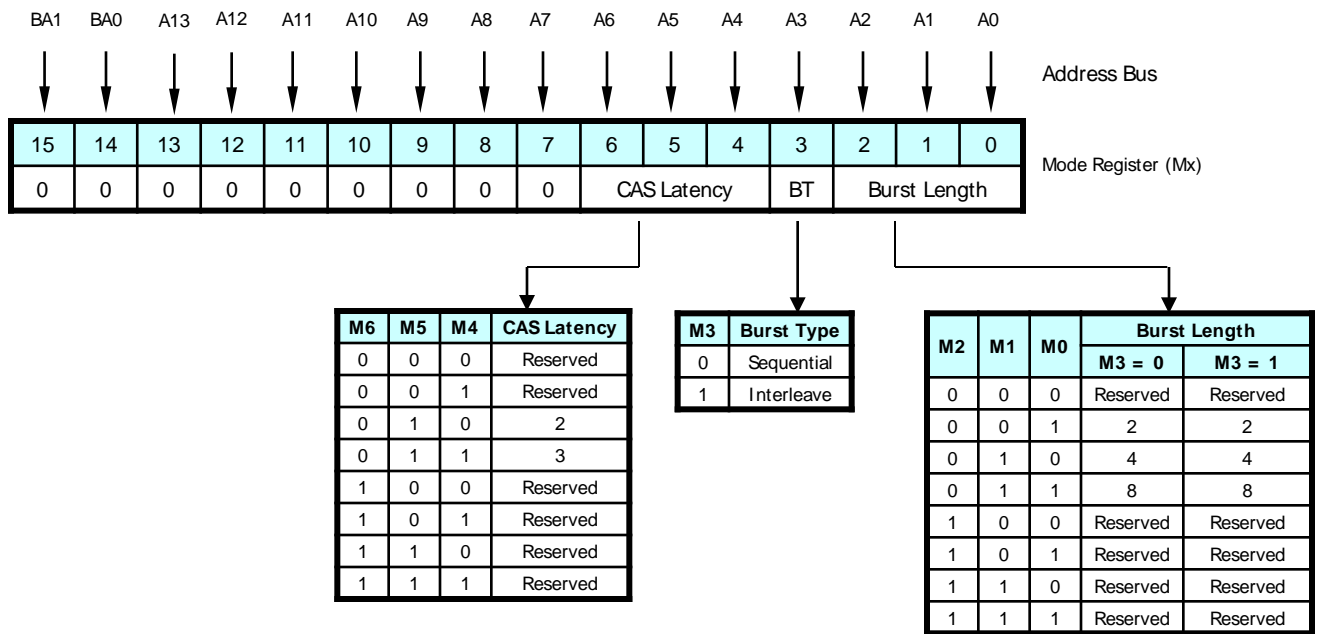 BA1 BA0 A13 A12 A11 A10 A9 A8 A7 A6 A5 A4 A3 A2 A1 A0
Address Bus
15 14 13 12 11 10 9 8 7 6 5 4 3 2 1 0
Mode Register (Mx)
0 0 0 0 0 0 0 0 0 CAS Latency BT Burst Length
M6 M5 M4 CAS Latency
0 0 0 Reserved
0 0 1 Reserved
0 1 0 2
0 1 1 3
1 0 0 Reserved
1 0 1 Reserved
1 1 0 Reserved
1 1 1 Reserved
M3 Burst Type
0 Sequential
1 Interleave
M2 M1 M0 Burst Length
M3 = 0 M3 = 1
0 0 0 Reserved Reserved
0 0 1 2 2
0 1 0 4 4
0 1 1 8 8
1 0 0 Reserved Reserved
1 0 1 Reserved Reserved
1 1 0 Reserved Reserved
1 1 1 Reserved Reserved